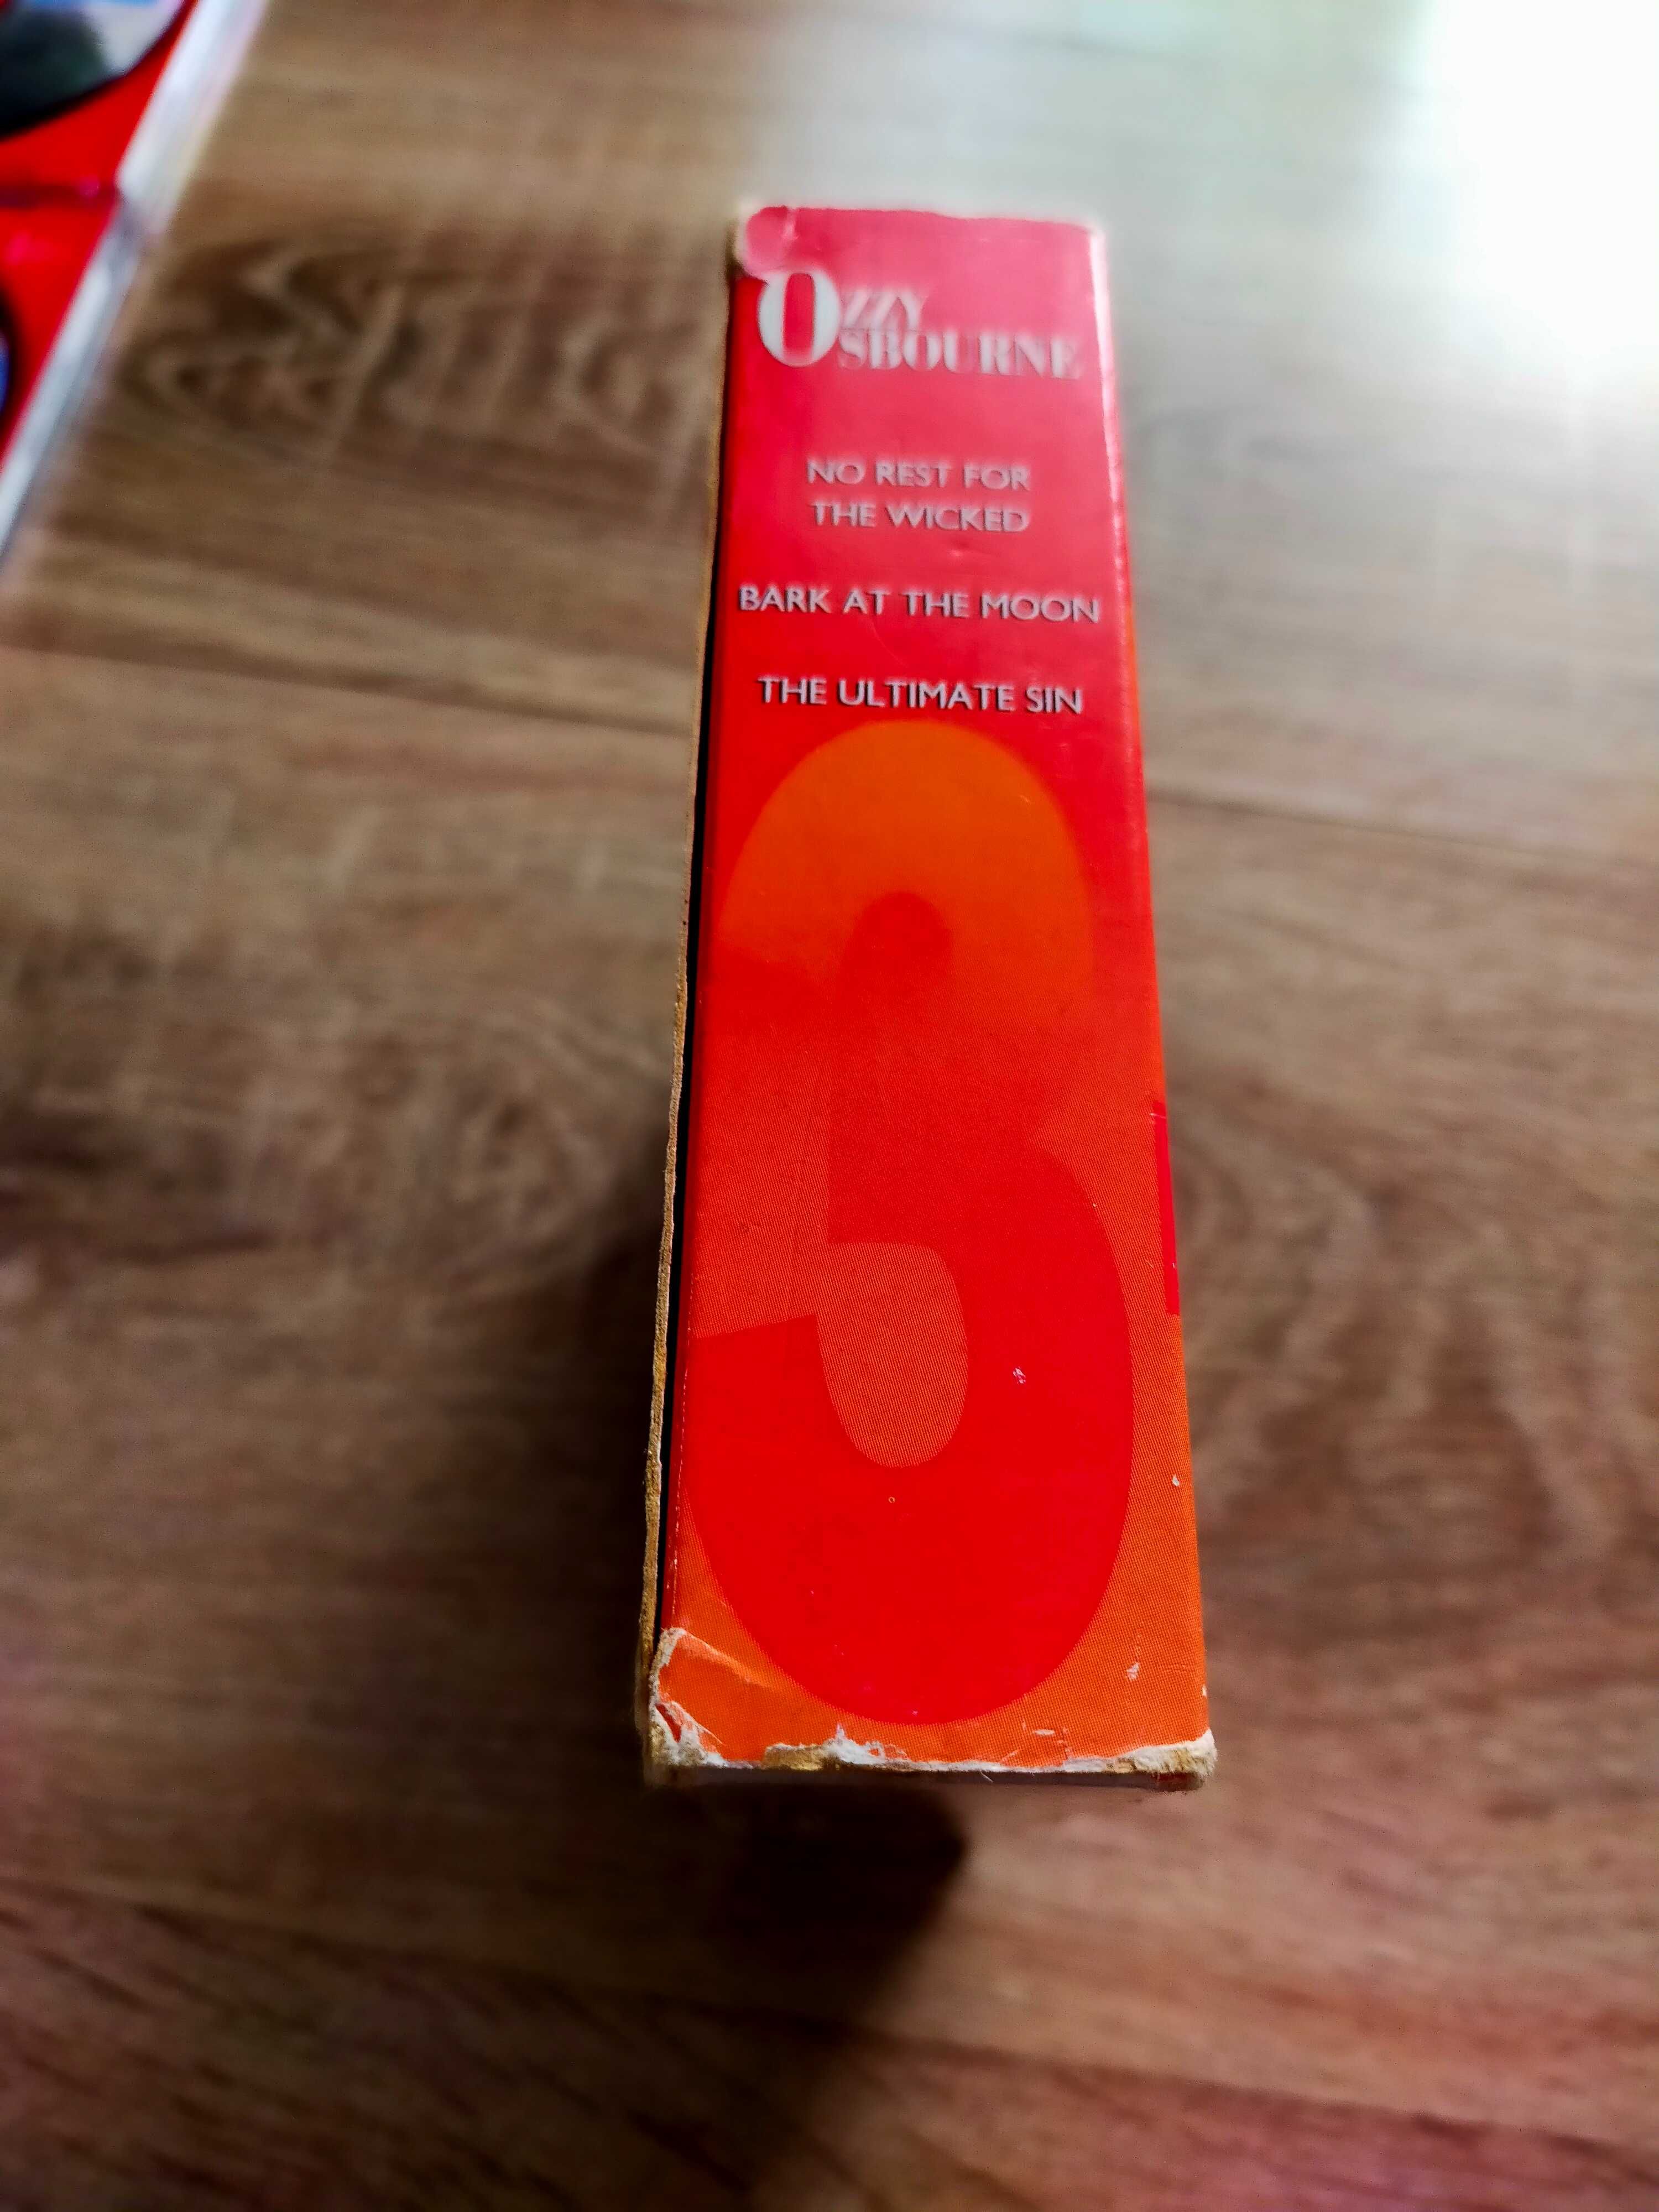 OZZY
OSBOURNE
NO REST FOR
THE WICKED
BARK AT THE MOON
THE ULTIMATE SIN
3